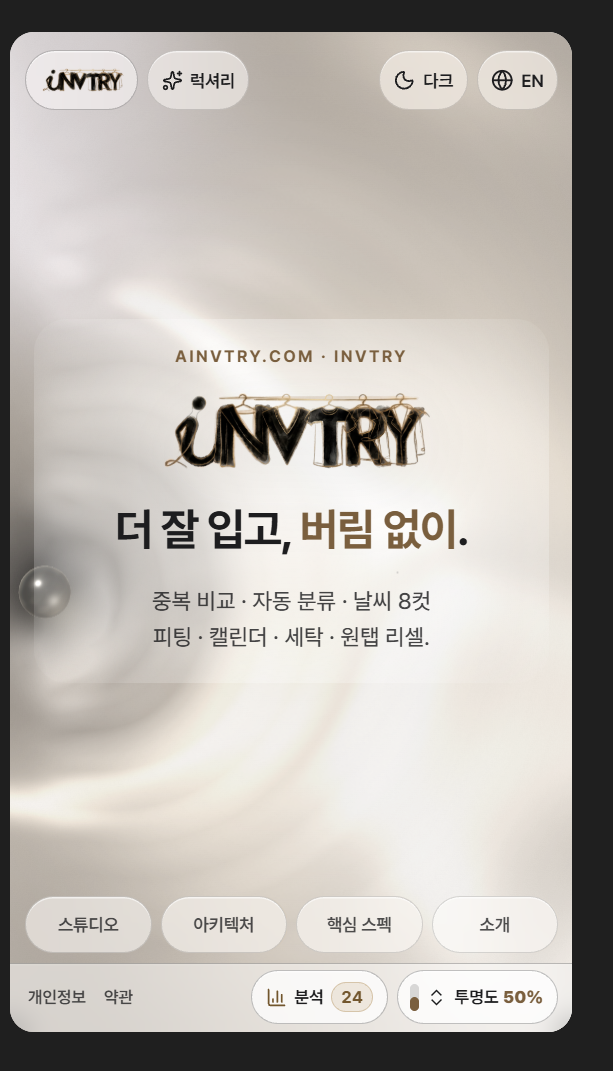 iNVTRY 럭셔리 다크 EN
AINVTRY.COM · INVTRY
iNVTRY
더 잘 입고, 버림 없이.
중복 비교 · 자동 분류 · 날씨 8컷
피팅 · 캘린더 · 세탁 · 원탭 리셀.
스튜디오 아키텍처 핵심 스펙 소개
개인정보 약관 분석 24 투명도 50%